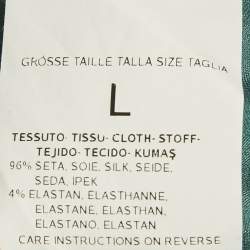 GRÖSSE TAILLE TALLA SIZE TAGLIA
L
TESSUTO- TISSU- CLOTH- STOFF-
TEJIDO- TECIDO- KUMAŞ
96% SETA, SOIE, SILK, SEIDE,
SEDA, İPEK
4% ELASTAN, ELASTHANNE,
ELASTANE, ELASTHAN,
ELASTANO, ELASTAN
CARE INSTRUCTIONS ON REVERSE